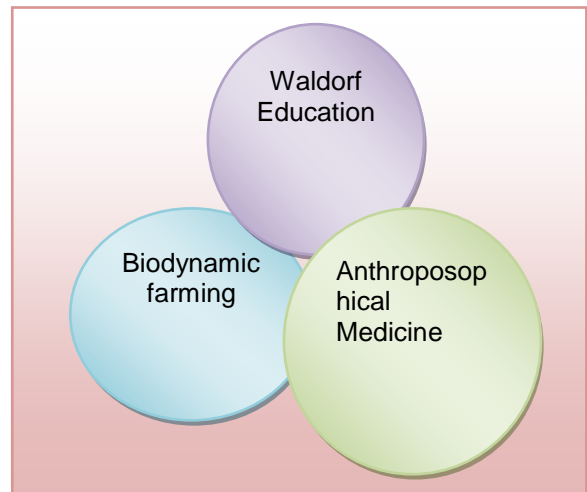 Waldorf
Education
Biodynamic
farming
Anthroposop
hical
Medicine